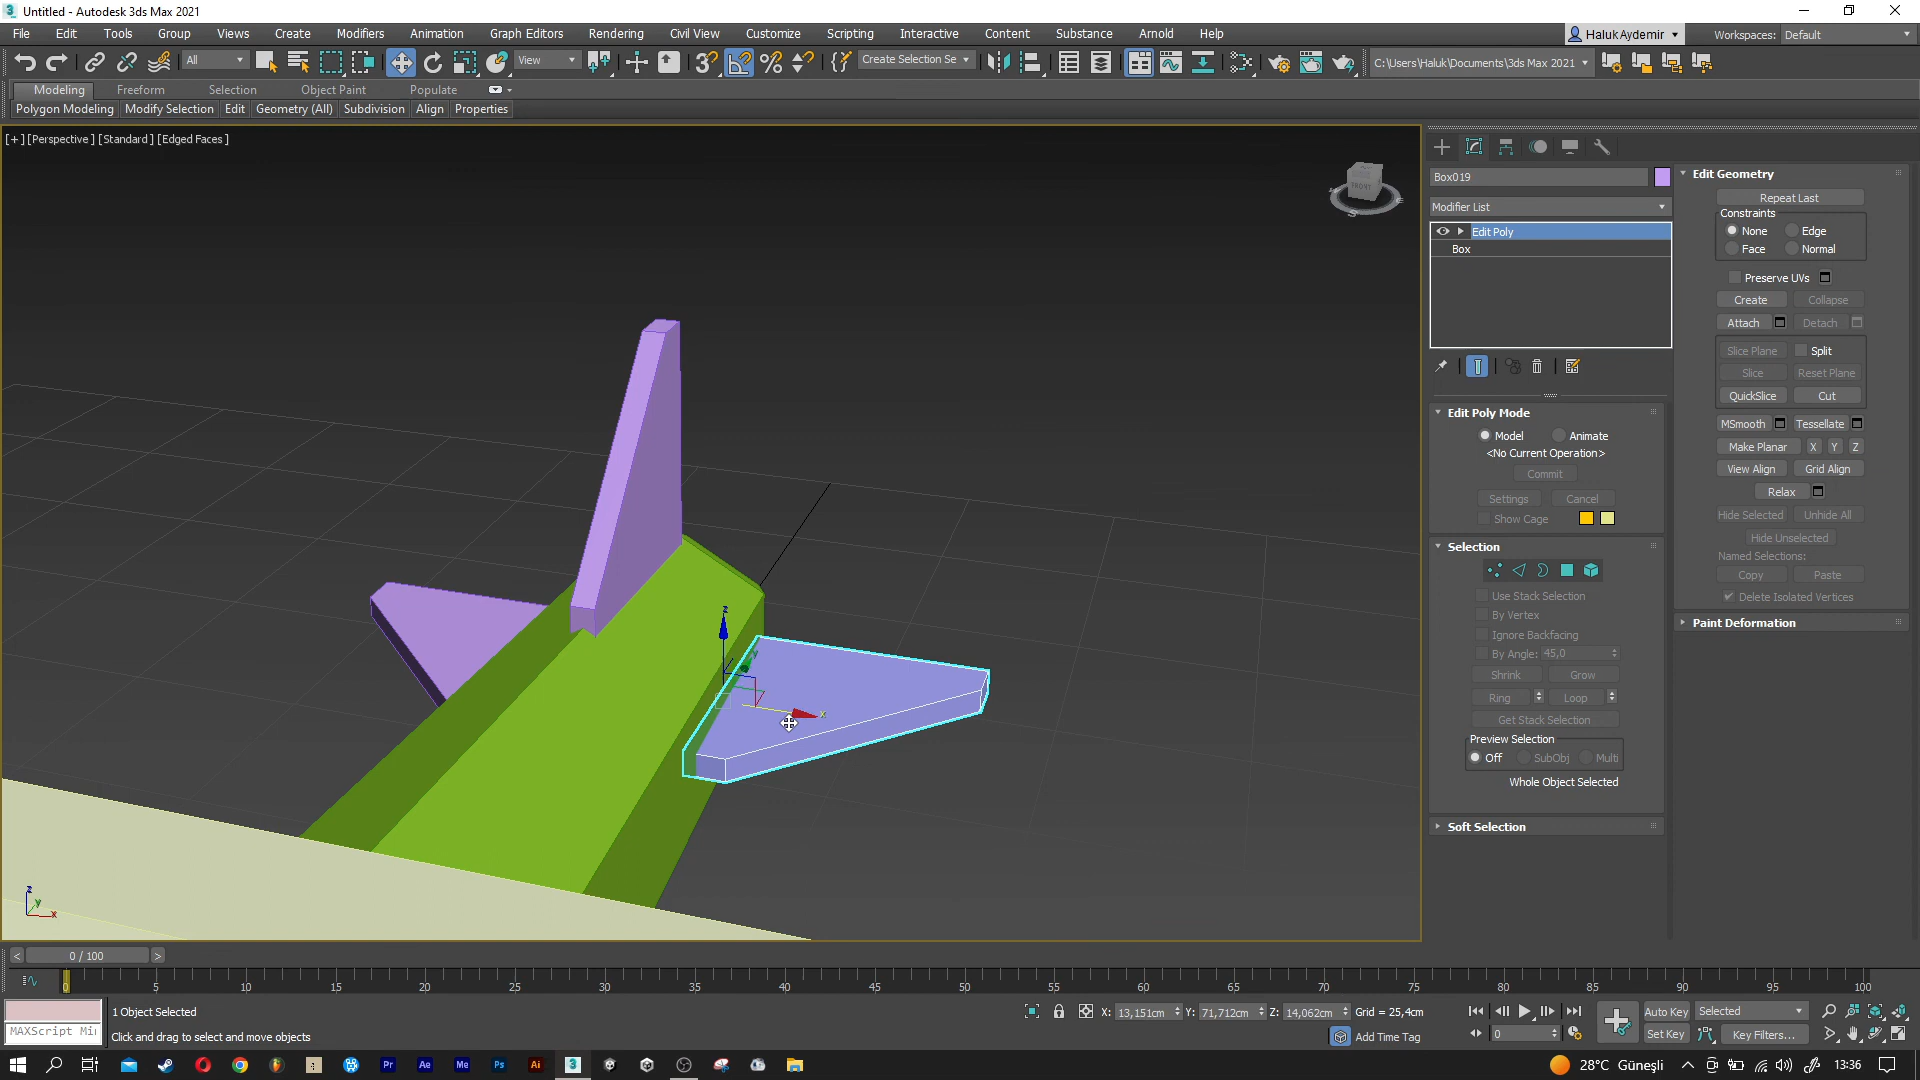 Untitled - Autodesk 3ds Max 2021
File Edit Tools Group Views Create Modifiers Animation Graph Editors Rendering Civil View Customize Scripting Interactive Content Substance Arnold Help
Haluk Aydemir Workspaces: Default
All View Create Selection Se C:\Users\Haluk\Documents\3ds Max 2021
Modeling Freeform Selection Object Paint Populate
Polygon Modeling Modify Selection Edit Geometry (All) Subdivision Align Properties
[+] [Perspective] [Standard] [Edged Faces]
FRONT
Box019
Modifier List
Edit Poly
Box
Edit Poly Mode
Model Animate
<No Current Operation>
Commit
Settings Cancel
Show Cage
Selection
Use Stack Selection
By Vertex
Ignore Backfacing
By Angle: 45,0
Shrink Grow
Ring Loop
Get Stack Selection
Preview Selection
Off SubObj Multi
Whole Object Selected
Soft Selection
Edit Geometry
Repeat Last
Constraints
None Edge
Face Normal
Preserve UVs
Create Collapse
Attach Detach
Slice Plane Split
Slice Reset Plane
QuickSlice Cut
MSmooth Tessellate
Make Planar X Y Z
View Align Grid Align
Relax
Hide Selected Unhide All
Hide Unselected
Named Selections:
Copy Paste
Delete Isolated Vertices
Paint Deformation
z
x
z
y
x
< 0 / 100 >
0 5 10 15 20 25 30 35 40 45 50 55 60 65 70 75 80 85 90 95 100
1 Object Selected
MAXScript Mi
Click and drag to select and move objects
X: 13,151cm Y: 71,712cm Z: 14,062cm Grid = 25,4cm
Add Time Tag
0
Auto Key Selected
Set Key Key Filters...
Pr Ae Me Ps Ai 3
28°C Güneşli 13:36